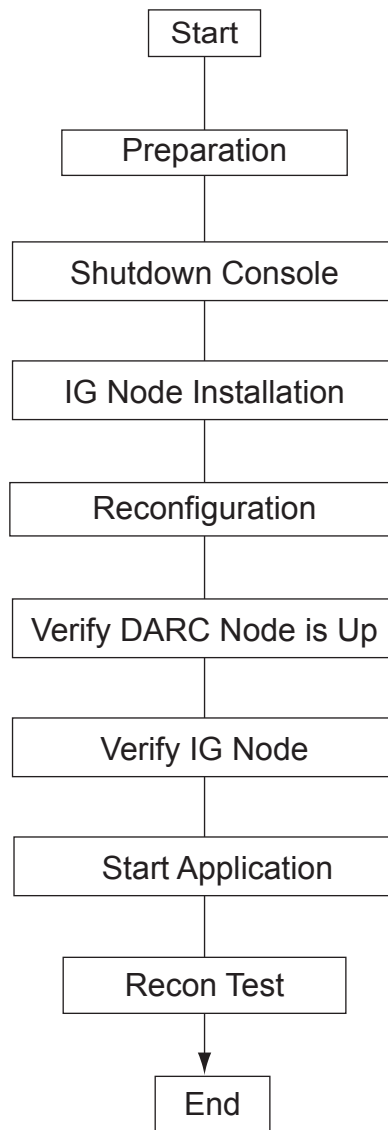 Start
Preparation
Shutdown Console
IG Node Installation
Reconfiguration
Verify DARC Node is Up
Verify IG Node
Start Application
Recon Test
End